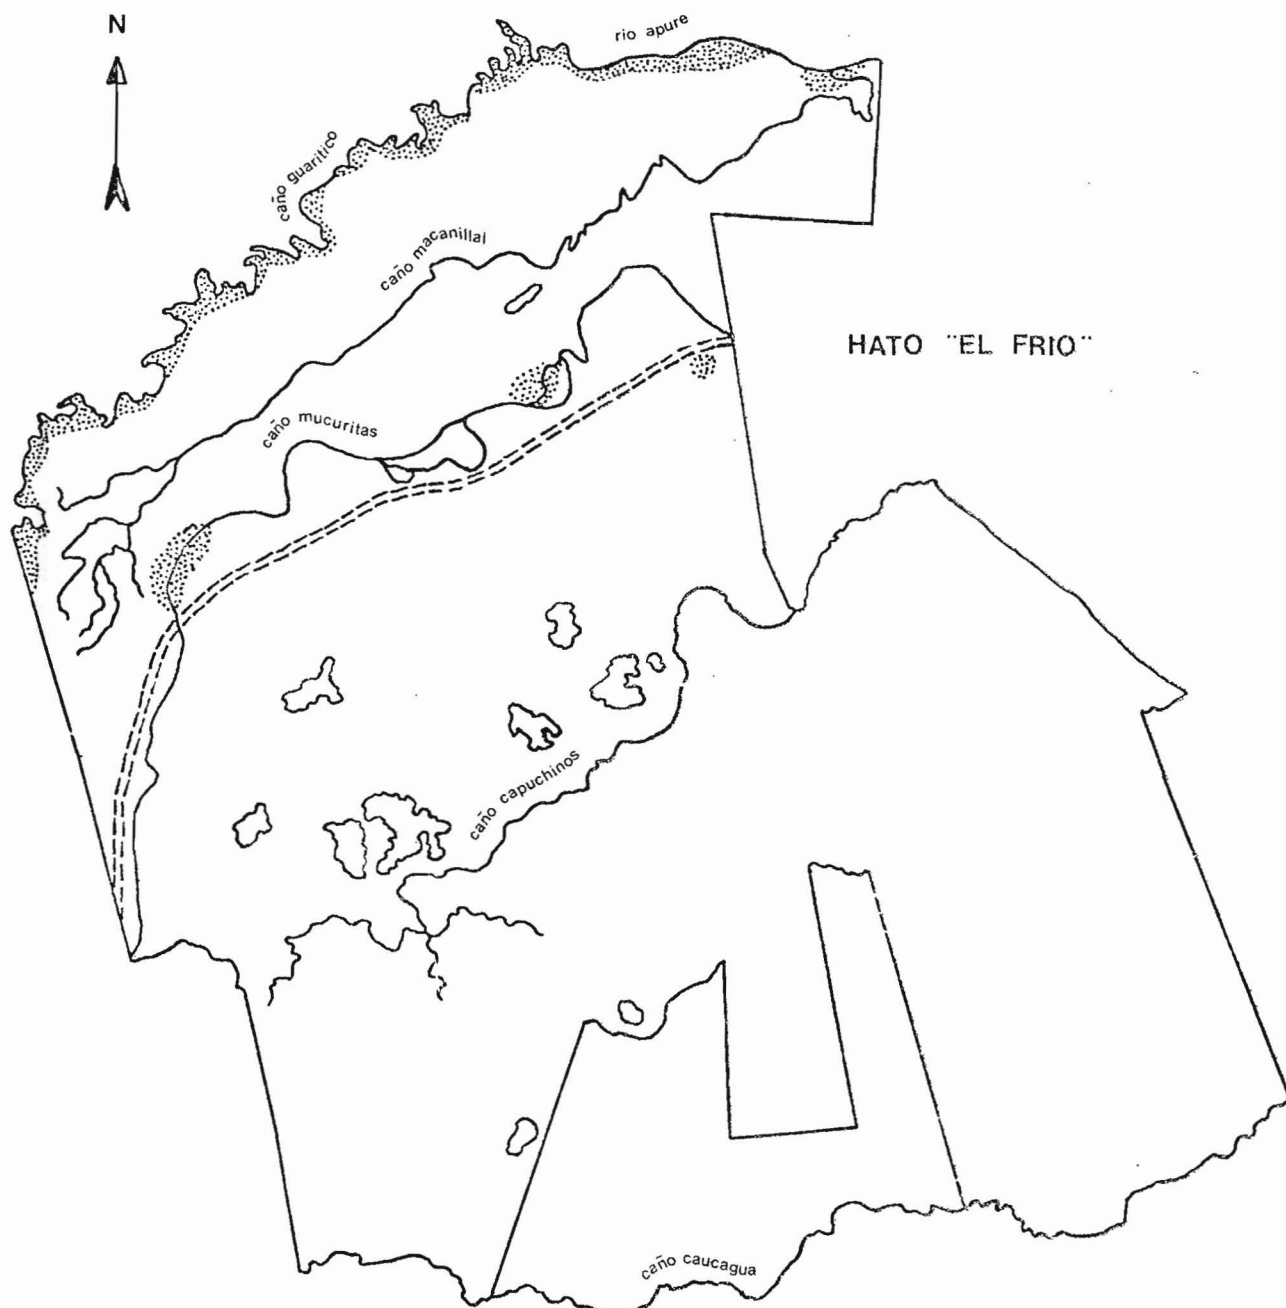 N
rio apure
caño guaritico
caño macanillal
HATO ¨EL FRIO¨
caño mucuritas
caño capuchinos
caño caucagua